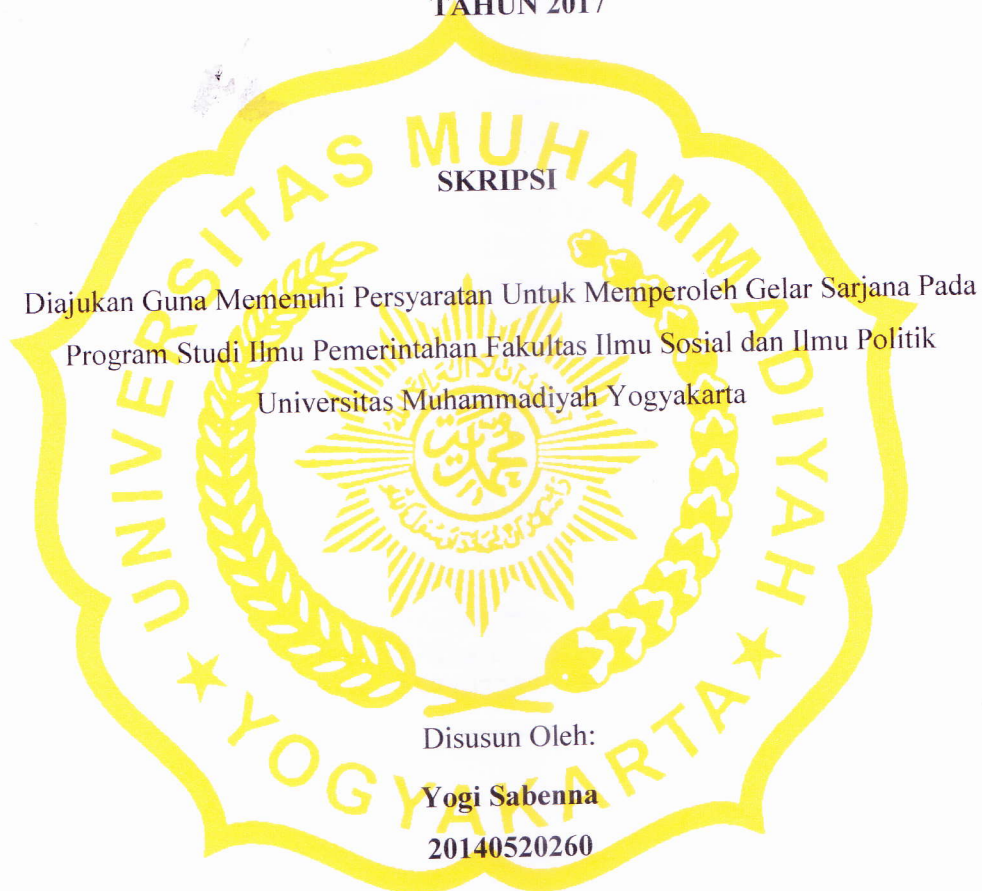 TAHUN 2017
SKRIPSI
Diajukan Guna Memenuhi Persyaratan Untuk Memperoleh Gelar Sarjana Pada
Program Studi Ilmu Pemerintahan Fakultas Ilmu Sosial dan Ilmu Politik
Universitas Muhammadiyah Yogyakarta
Disusun Oleh:
Yogi Sabenna
20140520260
UNIVERSITAS MUHAMMADIYAH
★ YOGYAKARTA ★